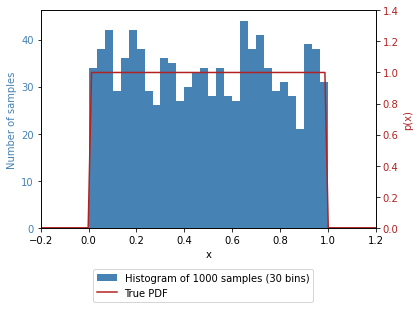 Number of samples
40
30
20
10
0
1.4
1.2
1.0
0.8
0.6
0.4
0.2
0.0
p(x)
−0.2 0.0 0.2 0.4 0.6 0.8 1.0 1.2
x
Histogram of 1000 samples (30 bins)
True PDF